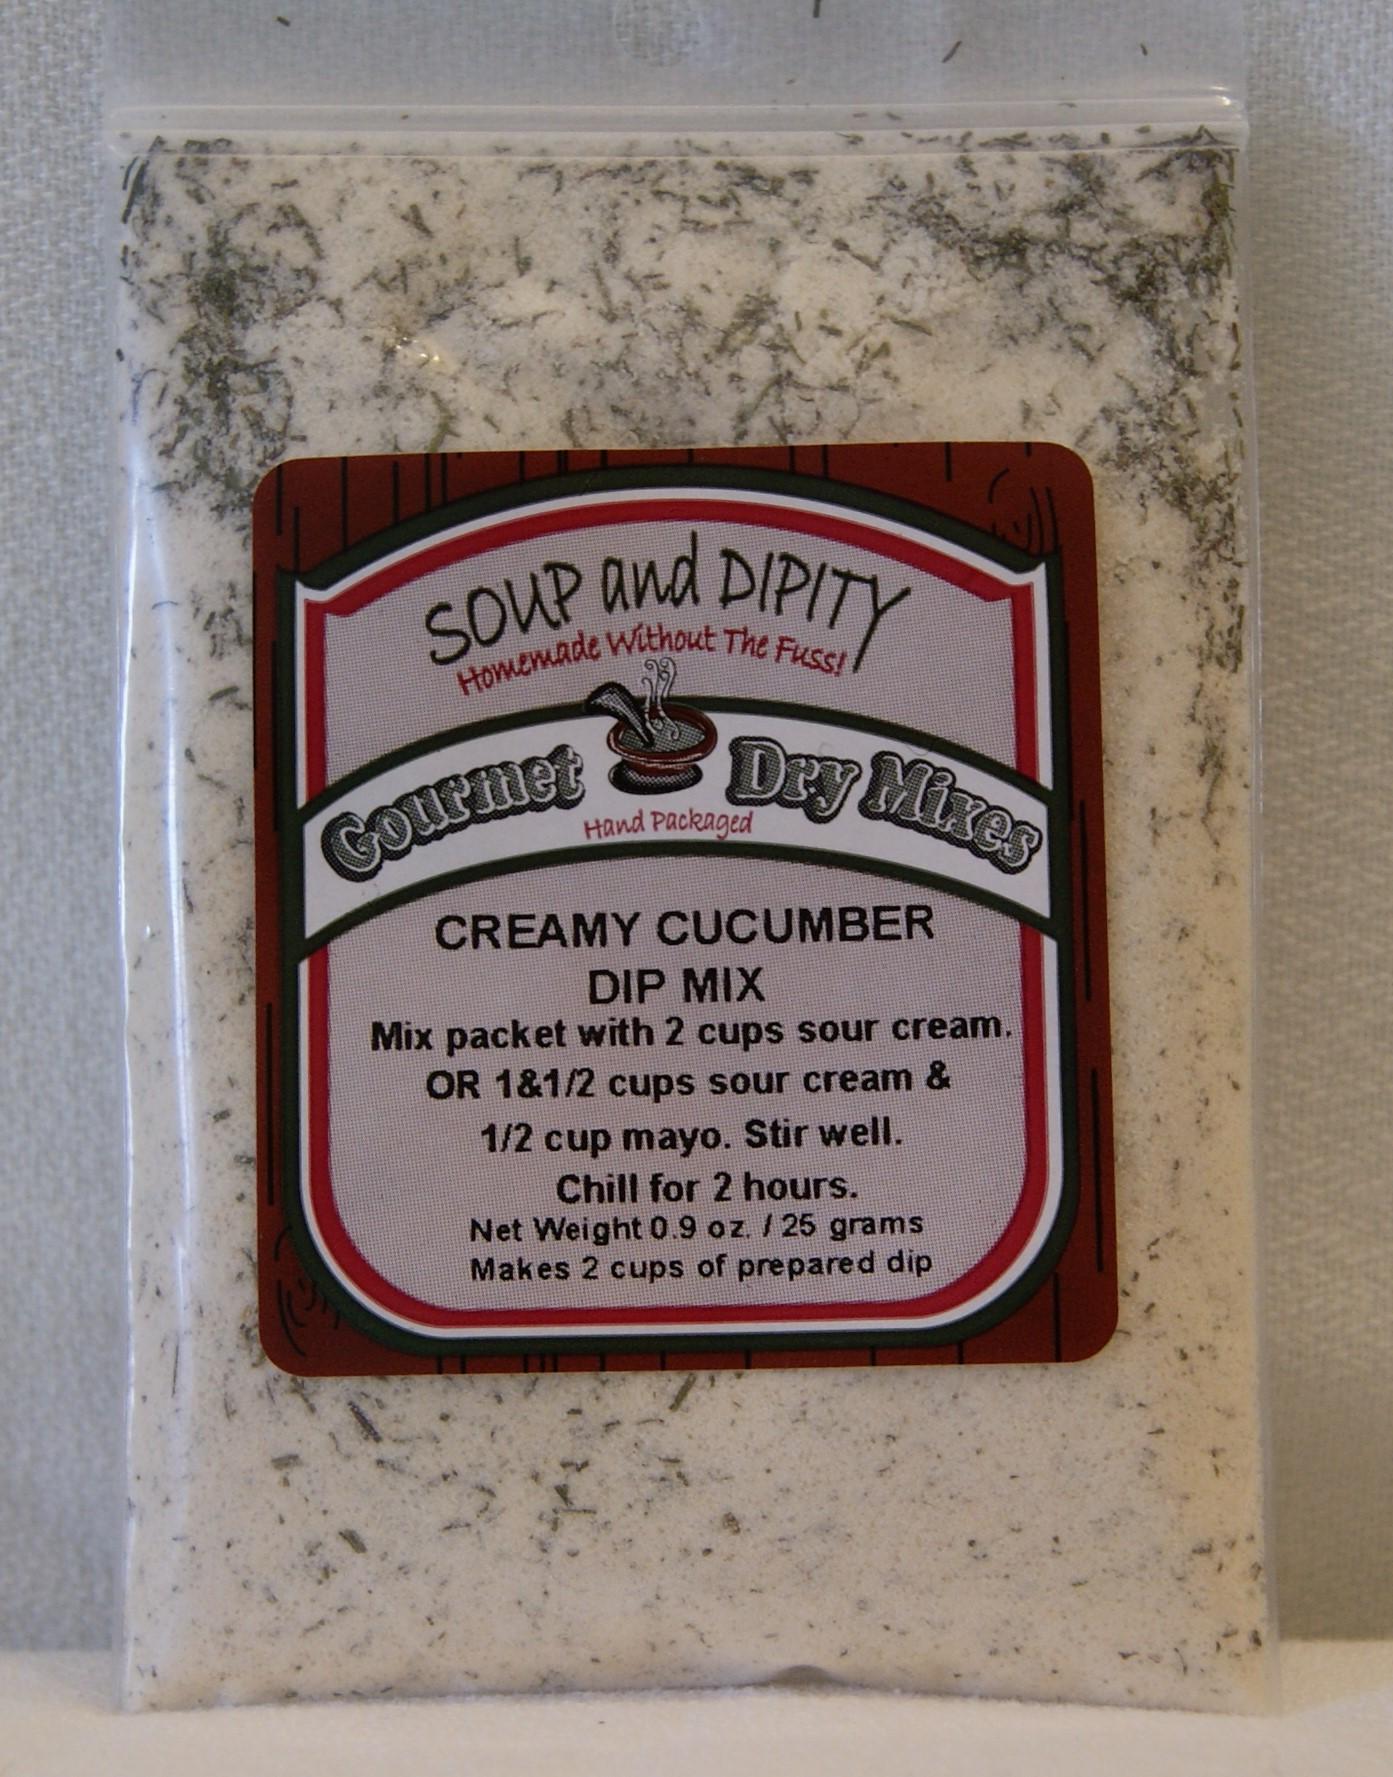 SOUP and DIPITY
Homemade Without The Fuss!
Gourmet Dry Mixes
Hand Packaged
CREAMY CUCUMBER
DIP MIX
Mix packet with 2 cups sour cream.
OR 1&1/2 cups sour cream &
1/2 cup mayo. Stir well.
Chill for 2 hours.
Net Weight 0.9 oz. / 25 grams
Makes 2 cups of prepared dip